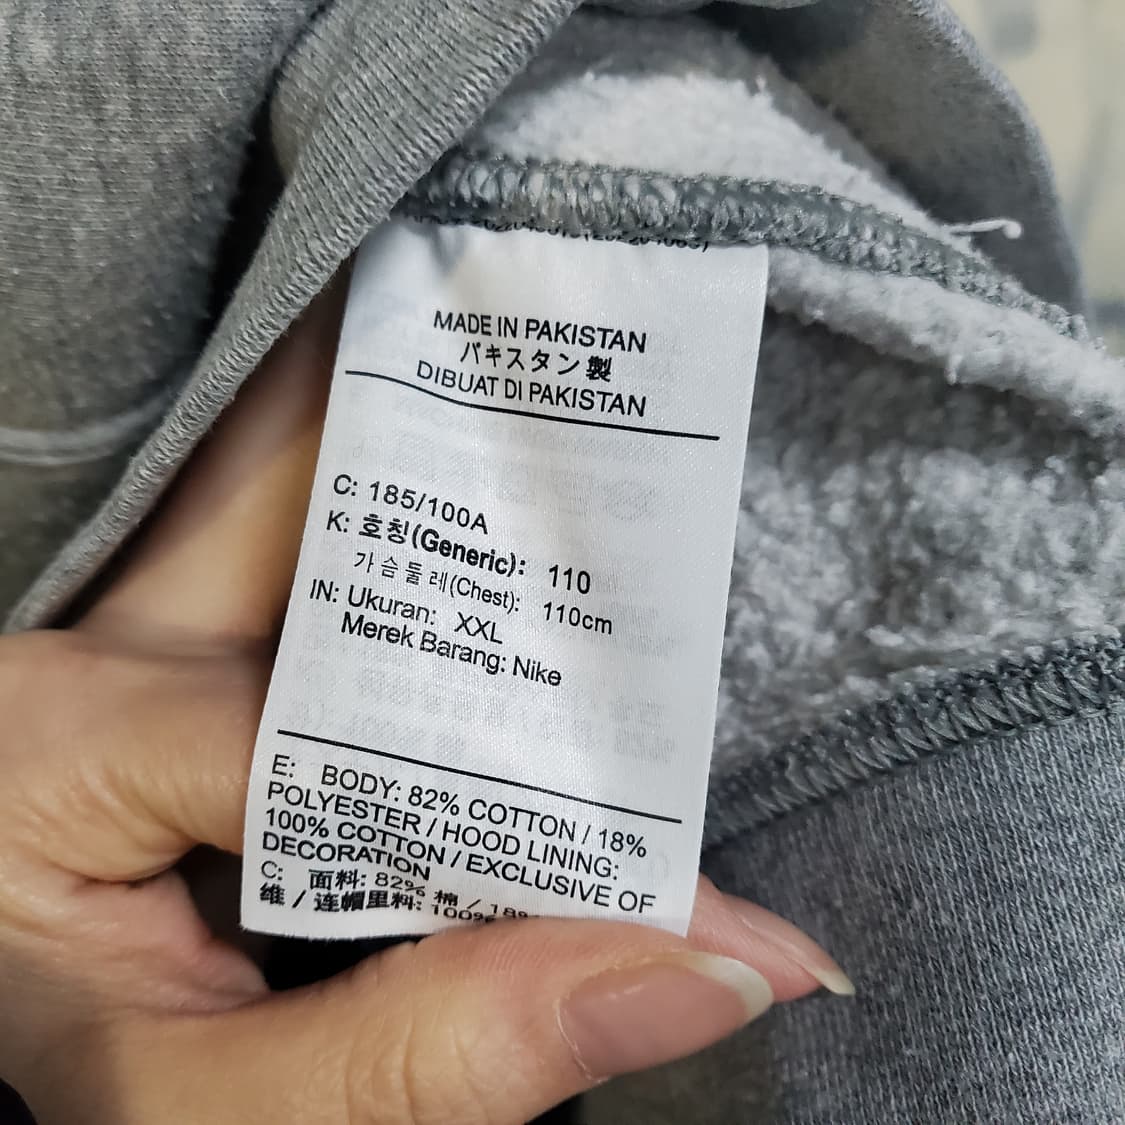 MADE IN PAKISTAN
パキスタン製
DIBUAT DI PAKISTAN
C: 185/100A
K: 호칭(Generic): 110
가슴둘레(Chest): 110cm
IN: Ukuran: XXL
Merek Barang: Nike
E: BODY: 82% COTTON / 18%
POLYESTER / HOOD LINING:
100% COTTON / EXCLUSIVE OF
DECORATION
C: 面料: 82% 棉 / 18%
维 / 连帽里料: 100%